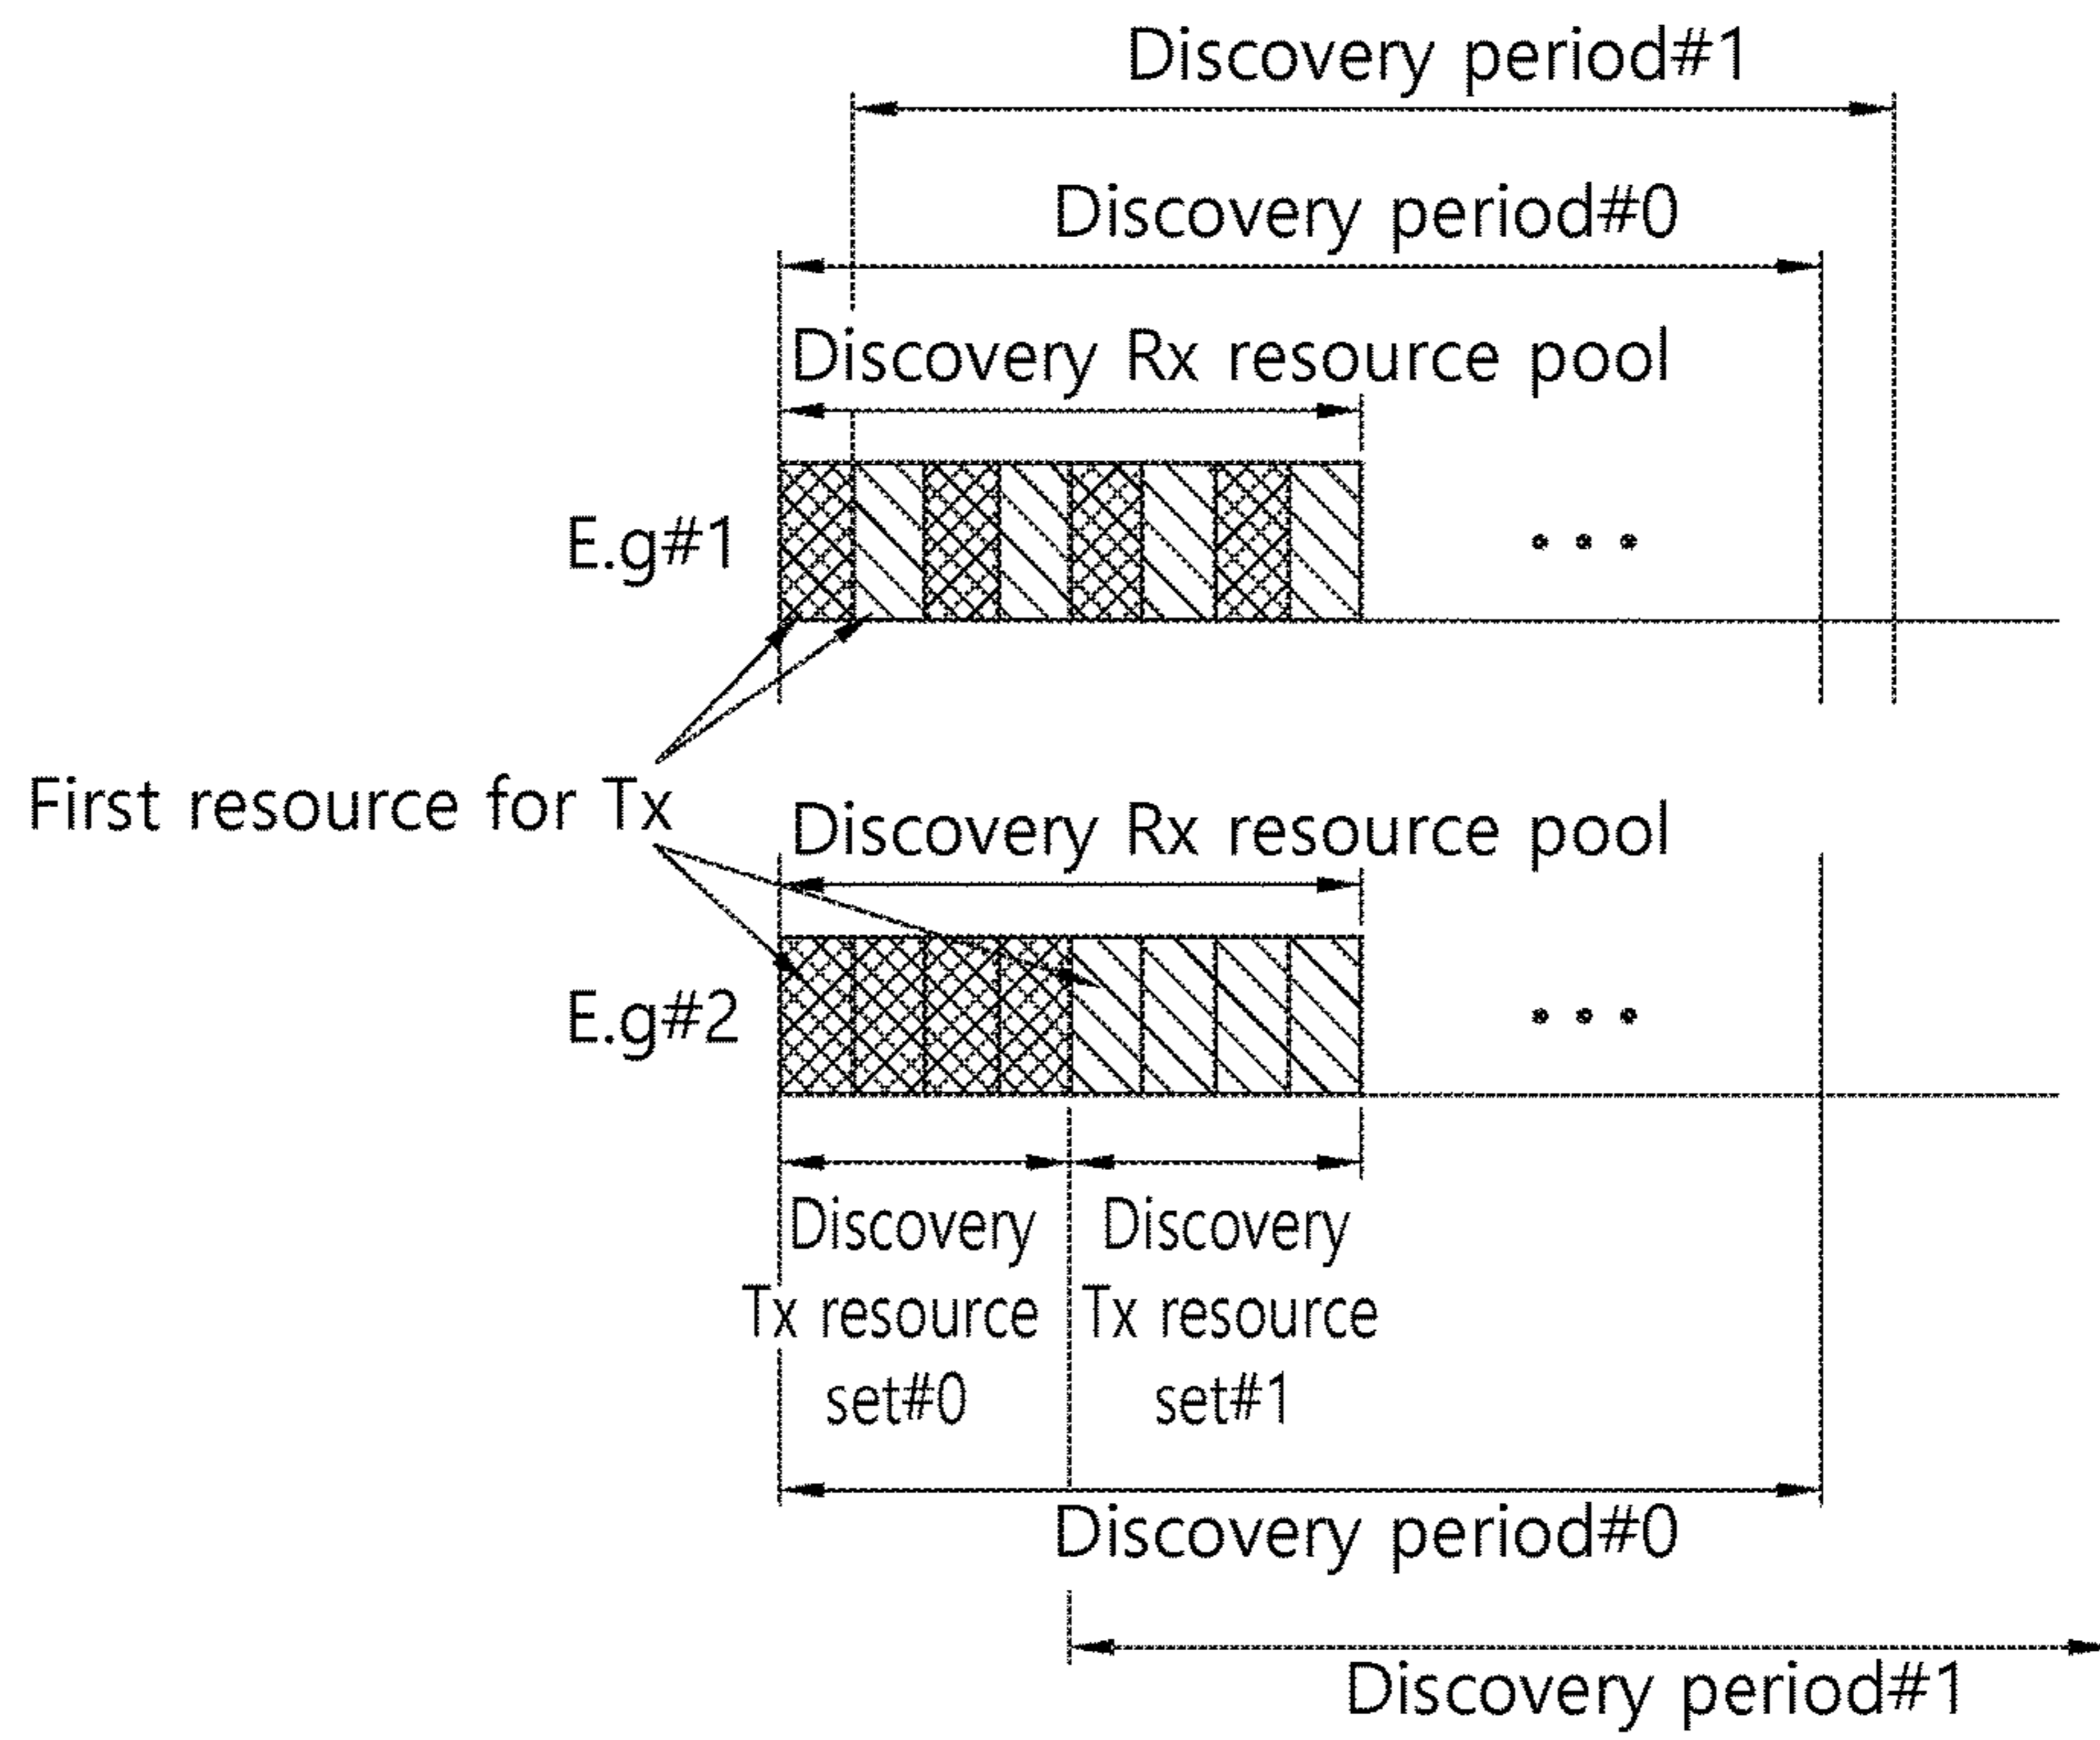 Discovery period#1
Discovery period#0
Discovery Rx resource pool
E.g#1
First resource for Tx
Discovery Rx resource pool
E.g#2
Discovery Discovery
Tx resource Tx resource
set#0 set#1
Discovery period#0
Discovery period#1